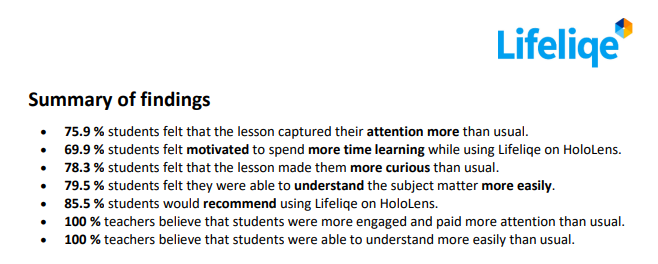 Lifeliqe
Summary of findings
• 75.9 % students felt that the lesson captured their attention more than usual.
• 69.9 % students felt motivated to spend more time learning while using Lifeliqe on HoloLens.
• 78.3 % students felt that the lesson made them more curious than usual.
• 79.5 % students felt they were able to understand the subject matter more easily.
• 85.5 % students would recommend using Lifeliqe on HoloLens.
• 100 % teachers believe that students were more engaged and paid more attention than usual.
• 100 % teachers believe that students were able to understand more easily than usual.